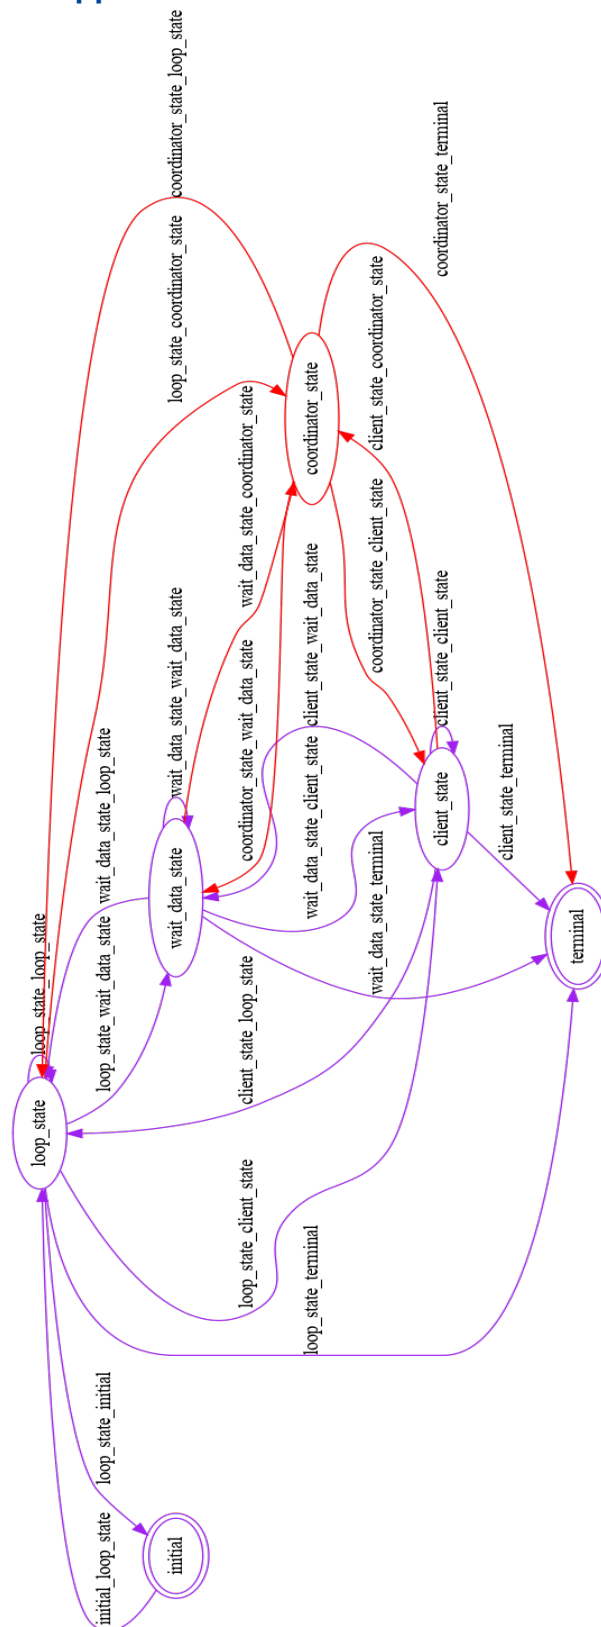 coordinator_state_loop_state
loop_state_coordinator_state
coordinator_state_terminal
client_state_coordinator_state
coordinator_state
wait_data_state_coordinator_state
coordinator_state_client_state
client_state_wait_data_state
wait_data_state_wait_data_state
client_state_client_state
coordinator_state_wait_data_state
wait_data_state_loop_state
client_state_terminal
client_state
wait_data_state_client_state
wait_data_state
wait_data_state_terminal
terminal
loop_state_loop_state
loop_state_wait_data_state
client_state_loop_state
loop_state
loop_state_client_state
loop_state_terminal
loop_state_initial
initial_loop_state
initial